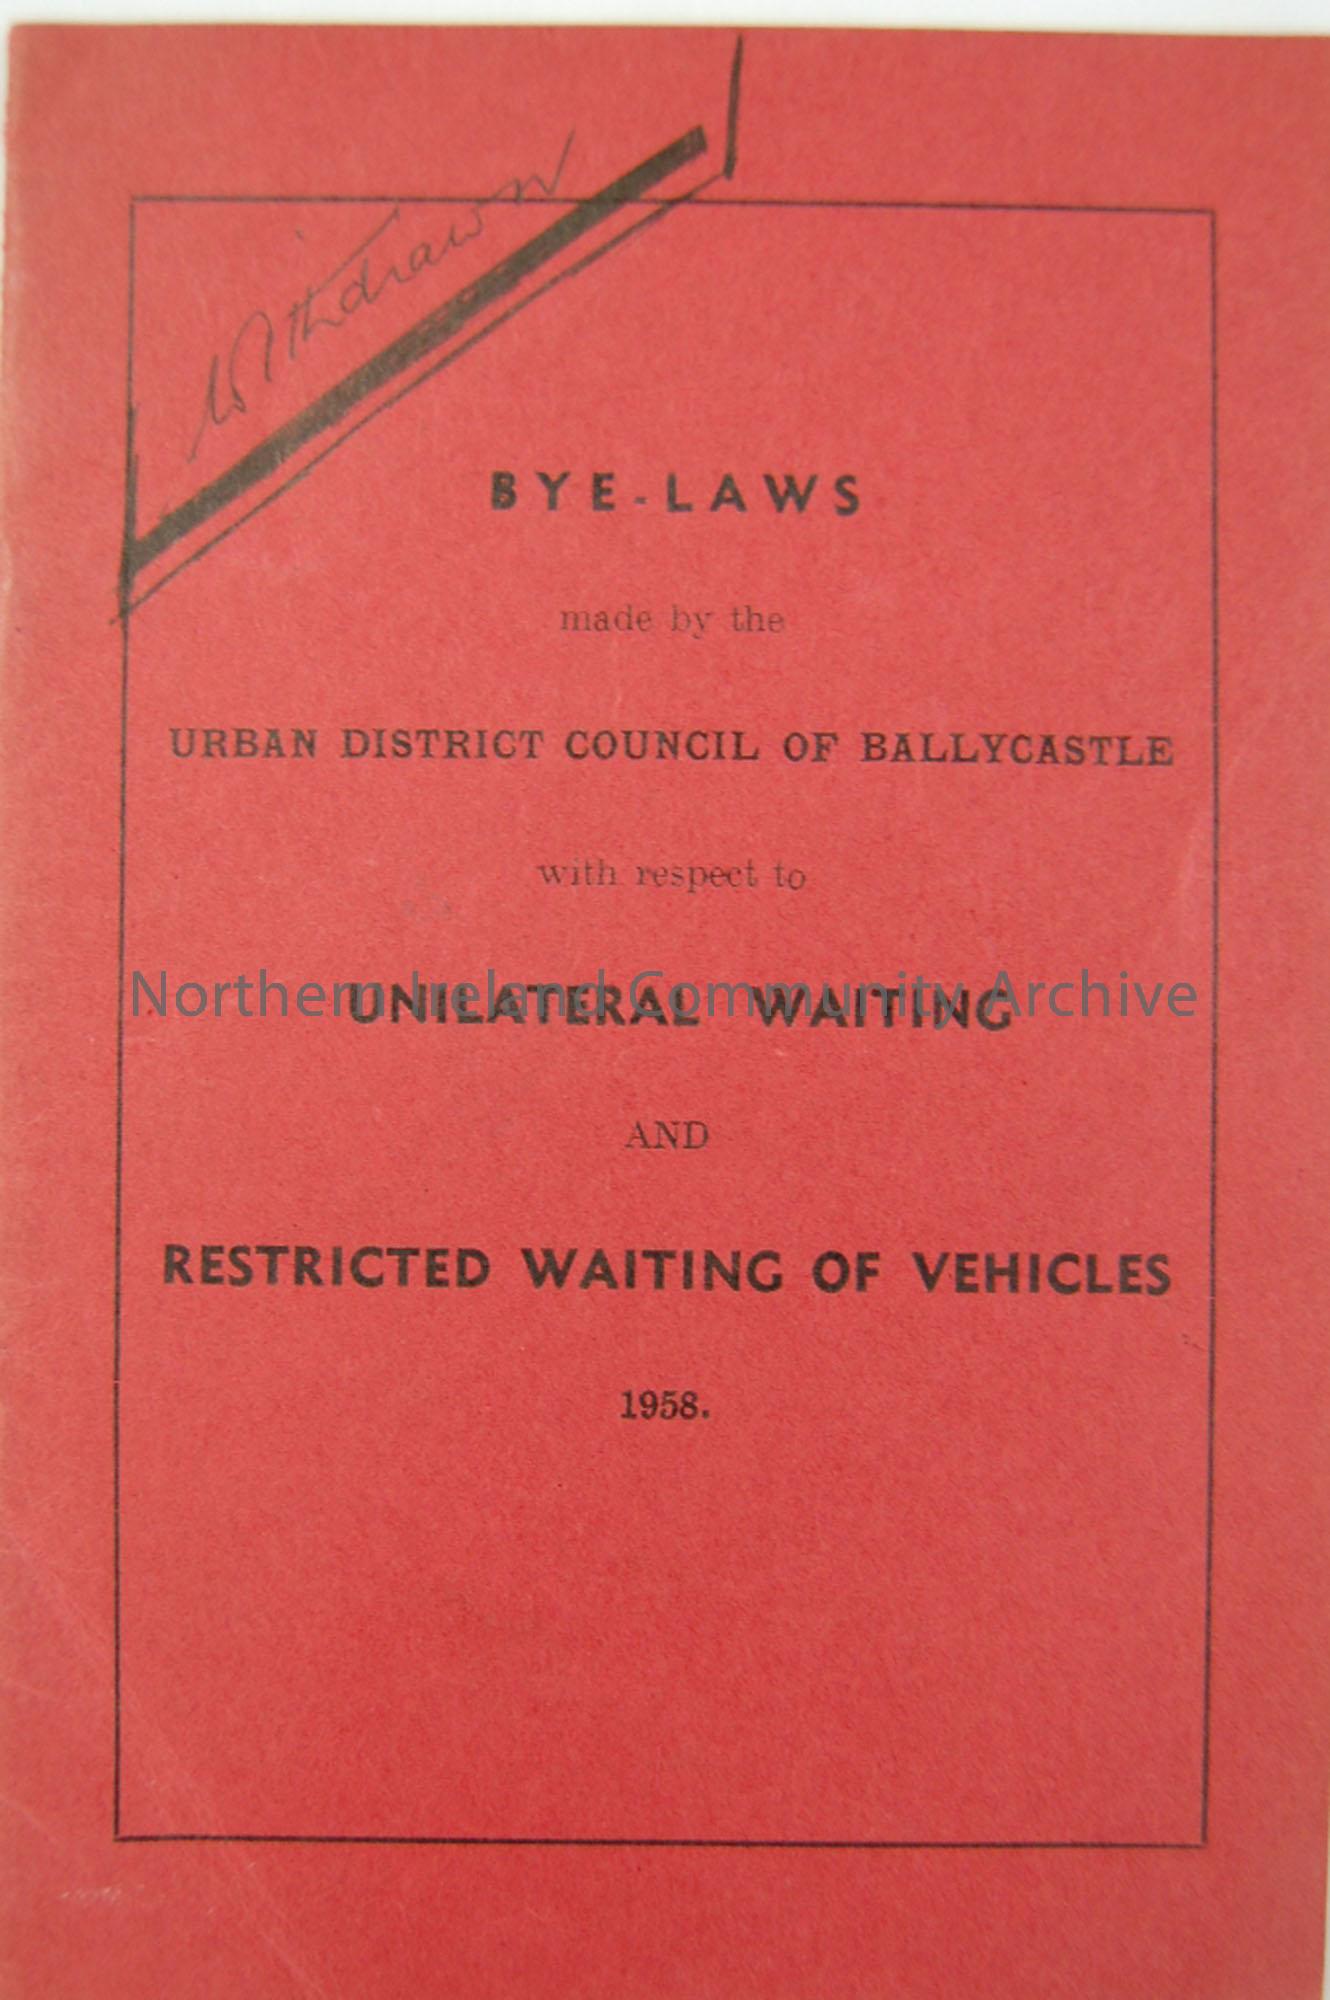 Withdrawn
BYE-LAWS
made by the
URBAN DISTRICT COUNCIL OF BALLYCASTLE
with respect to
Northern Ireland Community Archive
UNILATERAL WAITING
AND
RESTRICTED WAITING OF VEHICLES
1958.